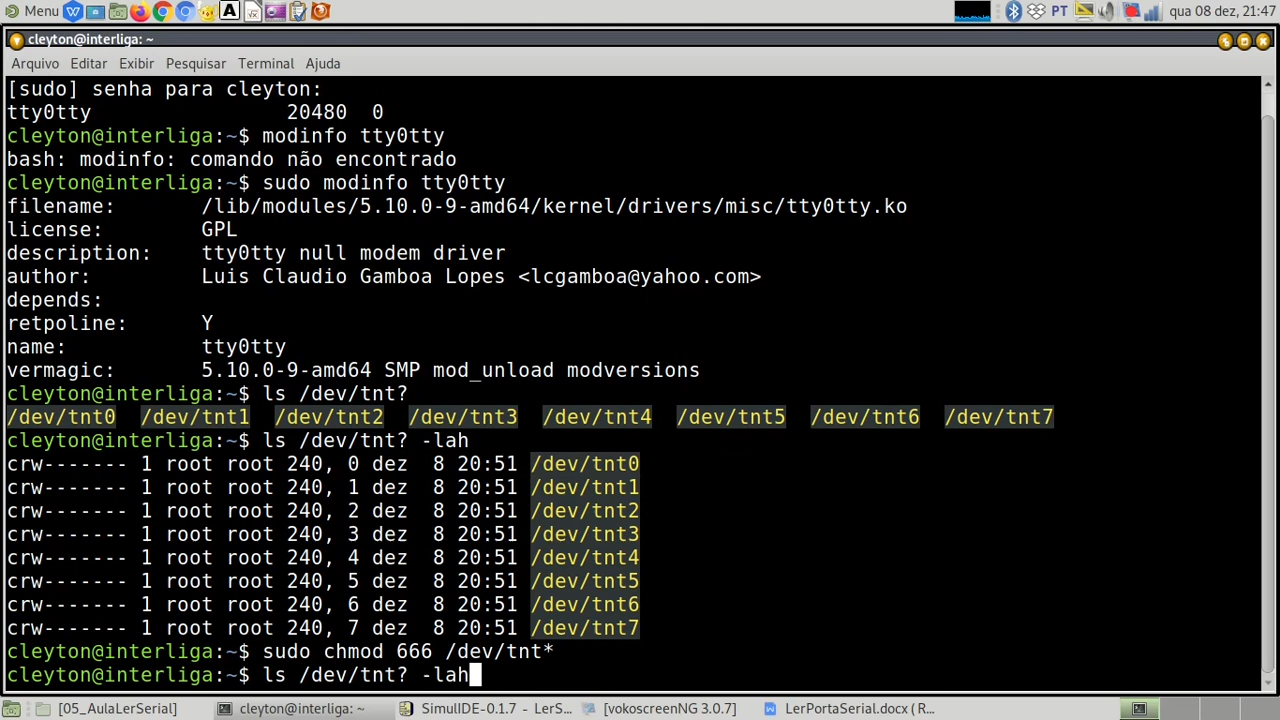 Menu
PT
qua 08 dez, 21:47
cleyton@interliga: ~
Arquivo Editar Exibir Pesquisar Terminal Ajuda
[sudo] senha para cleyton:
tty0tty 20480 0
cleyton@interliga:~$ modinfo tty0tty
bash: modinfo: comando não encontrado
cleyton@interliga:~$ sudo modinfo tty0tty
filename: /lib/modules/5.10.0-9-amd64/kernel/drivers/misc/tty0tty.ko
license: GPL
description: tty0tty null modem driver
author: Luis Claudio Gamboa Lopes <lcgamboa@yahoo.com>
depends:
retpoline: Y
name: tty0tty
vermagic: 5.10.0-9-amd64 SMP mod_unload modversions
cleyton@interliga:~$ ls /dev/tnt?
/dev/tnt0 /dev/tnt1 /dev/tnt2 /dev/tnt3 /dev/tnt4 /dev/tnt5 /dev/tnt6 /dev/tnt7
cleyton@interliga:~$ ls /dev/tnt? -lah
crw------- 1 root root 240, 0 dez 8 20:51 /dev/tnt0
crw------- 1 root root 240, 1 dez 8 20:51 /dev/tnt1
crw------- 1 root root 240, 2 dez 8 20:51 /dev/tnt2
crw------- 1 root root 240, 3 dez 8 20:51 /dev/tnt3
crw------- 1 root root 240, 4 dez 8 20:51 /dev/tnt4
crw------- 1 root root 240, 5 dez 8 20:51 /dev/tnt5
crw------- 1 root root 240, 6 dez 8 20:51 /dev/tnt6
crw------- 1 root root 240, 7 dez 8 20:51 /dev/tnt7
cleyton@interliga:~$ sudo chmod 666 /dev/tnt*
cleyton@interliga:~$ ls /dev/tnt? -lah
[05_AulaLerSerial] cleyton@interliga: ~ SimulIDE-0.1.7 - LerS... [vokoscreenNG 3.0.7] LerPortaSerial.docx (R...